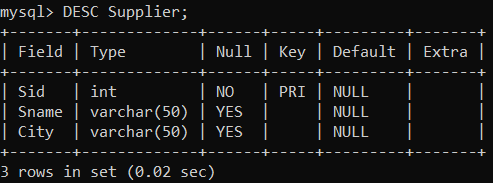 mysql> DESC Supplier;
+-------+-------------+------+-----+---------+-------+
| Field | Type        | Null | Key | Default | Extra |
+-------+-------------+------+-----+---------+-------+
| Sid   | int         | NO   | PRI | NULL    |       |
| Sname | varchar(50) | YES  |     | NULL    |       |
| City  | varchar(50) | YES  |     | NULL    |       |
+-------+-------------+------+-----+---------+-------+
3 rows in set (0.02 sec)